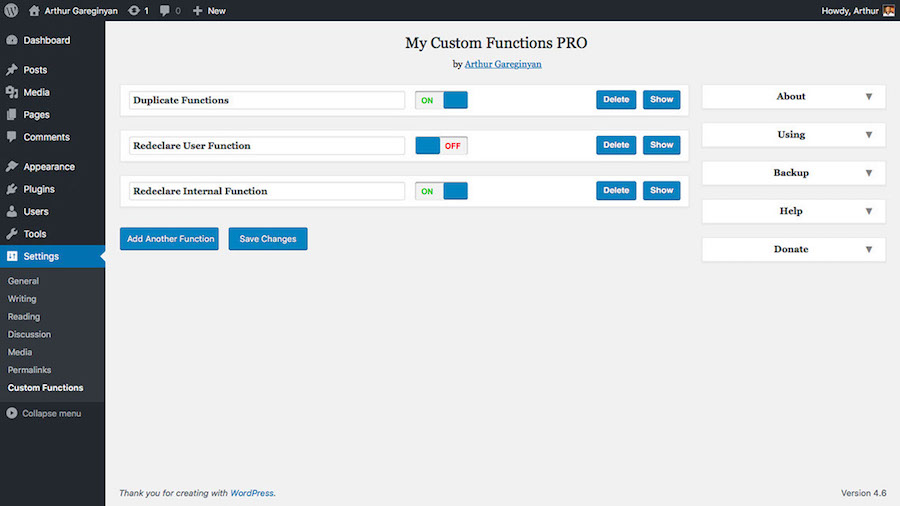 Arthur Gareginyan 1 0 New Howdy, Arthur
Dashboard
Posts
Media
Pages
Comments
Appearance
Plugins
Users
Tools
Settings
General
Writing
Reading
Discussion
Media
Permalinks
Custom Functions
Collapse menu
My Custom Functions PRO
by Arthur Gareginyan
Duplicate Functions ON Delete Show
Redeclare User Function OFF Delete Show
Redeclare Internal Function ON Delete Show
Add Another Function Save Changes
About
Using
Backup
Help
Donate
Thank you for creating with WordPress. Version 4.6